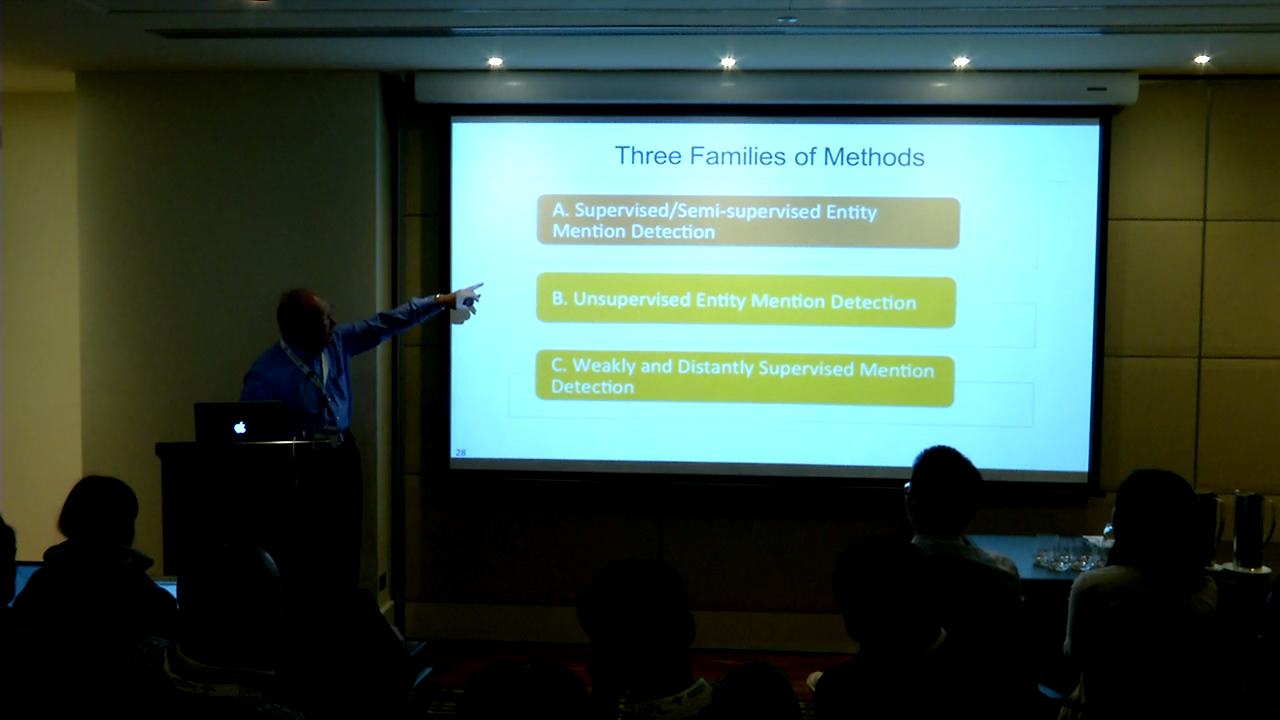 Three Families of Methods
A. Supervised/Semi-supervised Entity
Mention Detection
B. Unsupervised Entity Mention Detection
C. Weakly and Distantly Supervised Mention
Detection
28